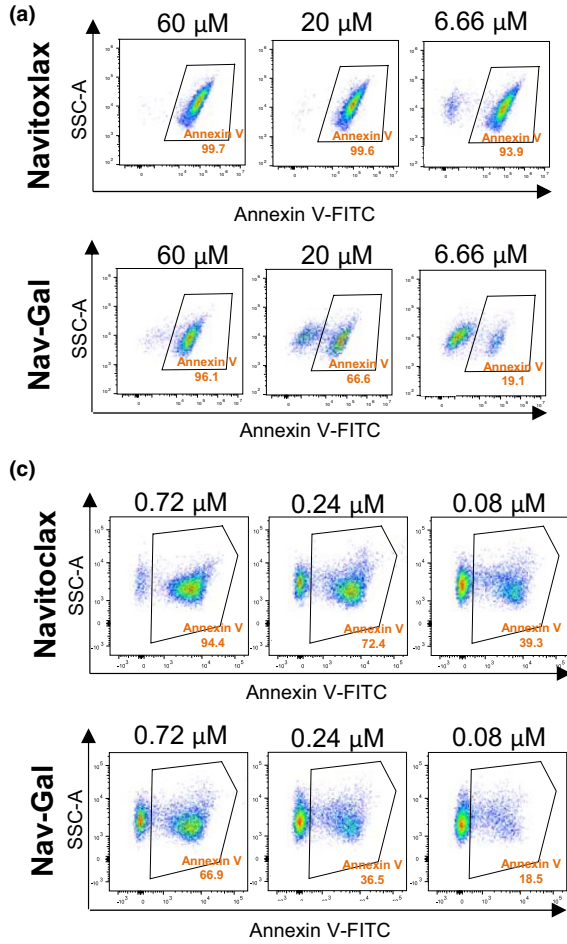 (a)
60 µM 20 µM 6.66 µM
Navitoxlax
SSC-A
Annexin V
99.7
Annexin V
99.6
Annexin V
93.9
Annexin V-FITC
60 µM 20 µM 6.66 µM
Nav-Gal
SSC-A
Annexin V
96.1
Annexin V
66.6
Annexin V
19.1
Annexin V-FITC
(c)
0.72 µM 0.24 µM 0.08 µM
Navitoclax
SSC-A
Annexin V
94.4
Annexin V
72.4
Annexin V
39.3
Annexin V-FITC
0.72 µM 0.24 µM 0.08 µM
Nav-Gal
SSC-A
Annexin V
66.9
Annexin V
36.5
Annexin V
18.5
Annexin V-FITC